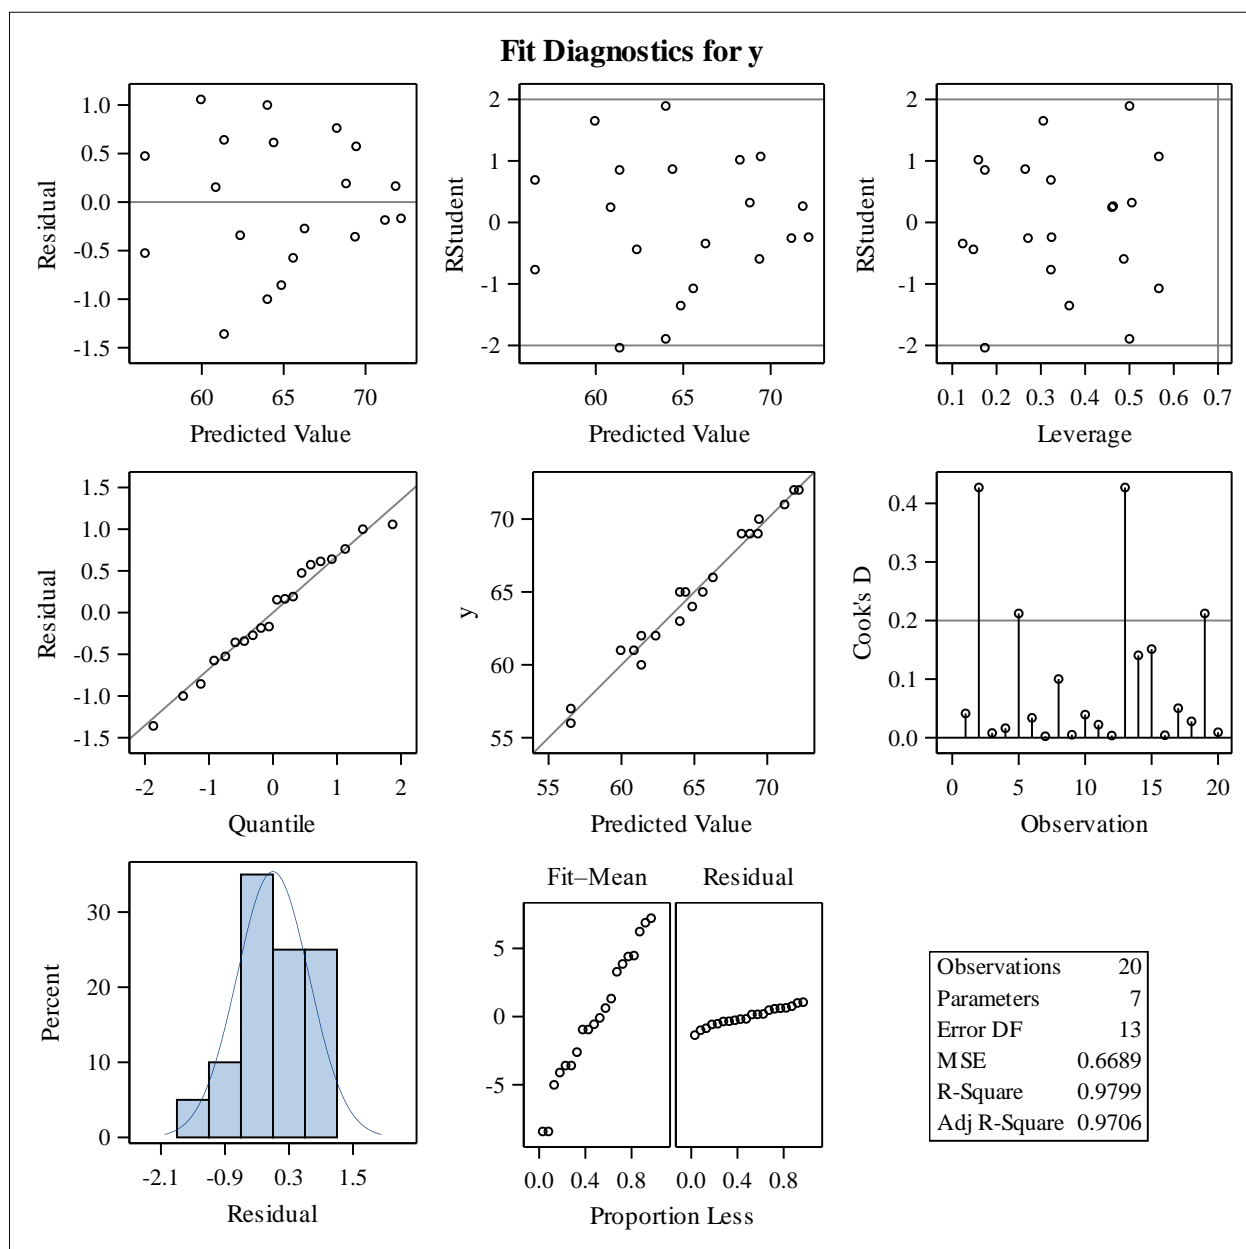 Fit Diagnostics for y
Residual
1.0
0.5
0.0
-0.5
-1.0
-1.5
60 65 70
Predicted Value
RStudent
2
1
0
-1
-2
60 65 70
Predicted Value
RStudent
2
1
0
-1
-2
0.1 0.2 0.3 0.4 0.5 0.6 0.7
Leverage
Residual
1.5
1.0
0.5
0.0
-0.5
-1.0
-1.5
-2 -1 0 1 2
Quantile
y
70
65
60
55
55 60 65 70
Predicted Value
Cook's D
0.4
0.3
0.2
0.1
0.0
0 5 10 15 20
Observation
Percent
30
20
10
0
-2.1 -0.9 0.3 1.5
Residual
Fit–Mean Residual
5
0
-5
0.0 0.4 0.8 0.0 0.4 0.8
Proportion Less
Observations 20
Parameters 7
Error DF 13
MSE 0.6689
R-Square 0.9799
Adj R-Square 0.9706